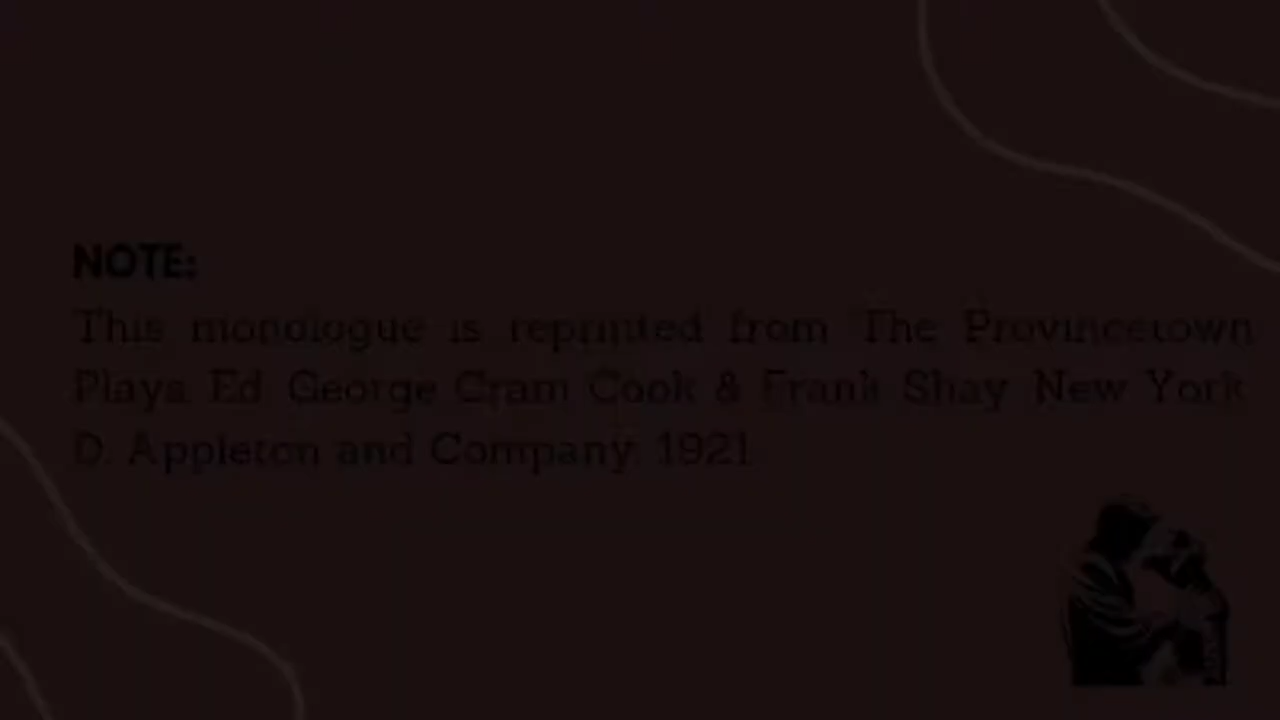 NOTE:
This monologue is reprinted from The Provincetown
Plays. Ed. George Cram Cook & Frank Shay. New York:
D. Appleton and Company, 1921.